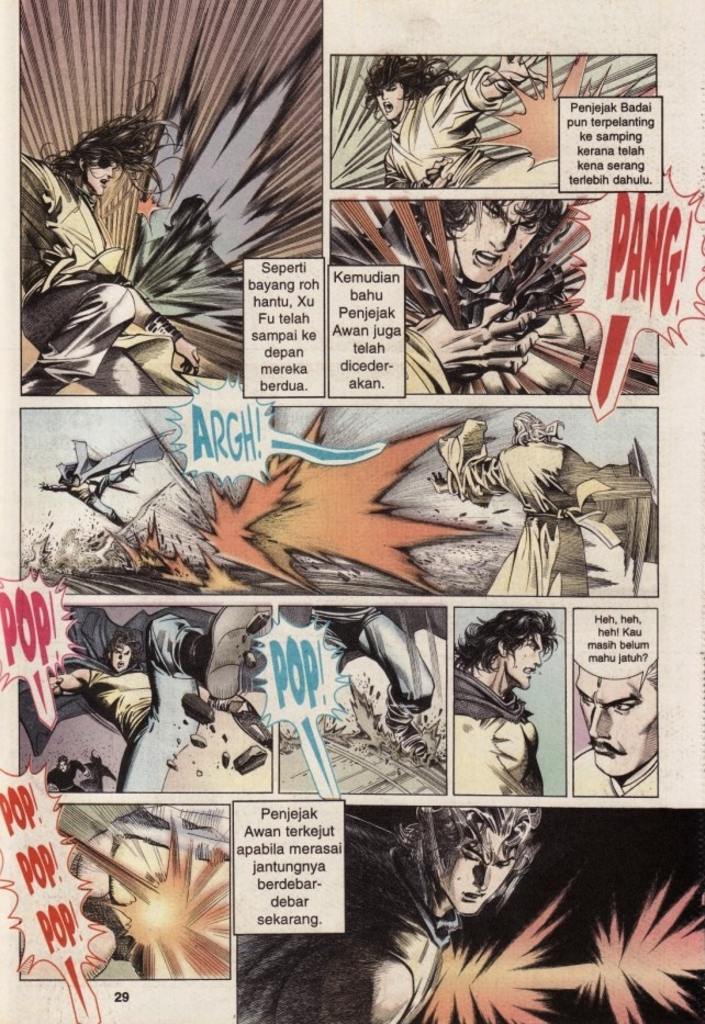 Seperti
bayang roh
hantu, Xu
Fu telah
sampai ke
depan
mereka
berdua.
Penjejak Badai
pun terpelanting
ke samping
kerana telah
kena serang
terlebih dahulu.
Kemudian
bahu
Penjejak
Awan juga
telah
diceder-
akan.
PANG!
ARGH!
POP!
POP!
Heh, heh,
heh! Kau
masih belum
mahu jatuh?
POP!
POP!
POP!
Penjejak
Awan terkejut
apabila merasai
jantungnya
berdebar-
debar
sekarang.
29